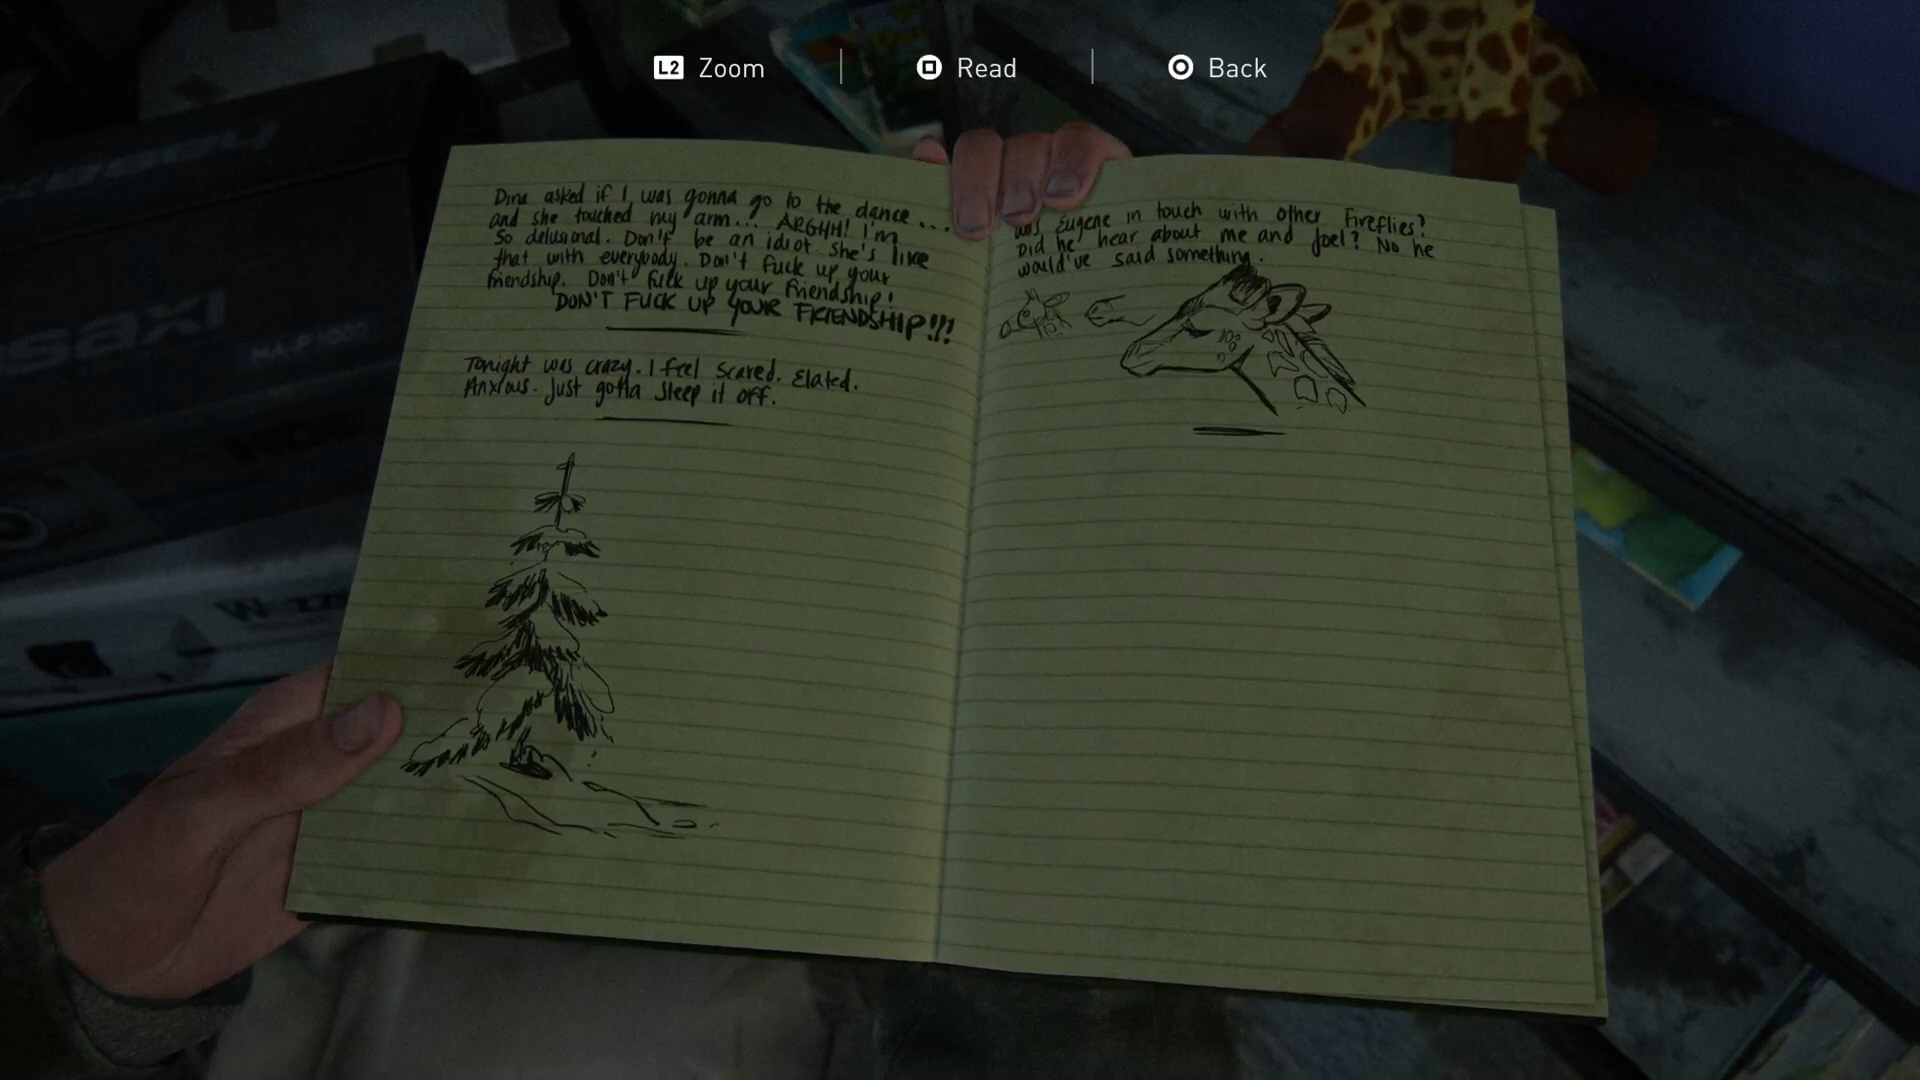 L2 Zoom
Read
Back
Dina asked if I was gonna go to the dance...
and she touched my arm... ARGHH! I'm
so delusional. Don't be an idiot. She's like
that with everybody. Don't fuck up your
friendship. Don't fuck up your friendship!
DON'T FUCK UP YOUR FRIENDSHIP!!!
Tonight was crazy. I feel scared. Elated.
Anxious. Just gotta sleep it off.
was Eugene in touch with other Fireflies?
Did he hear about me and Joel? No he
would've said something.
saxi